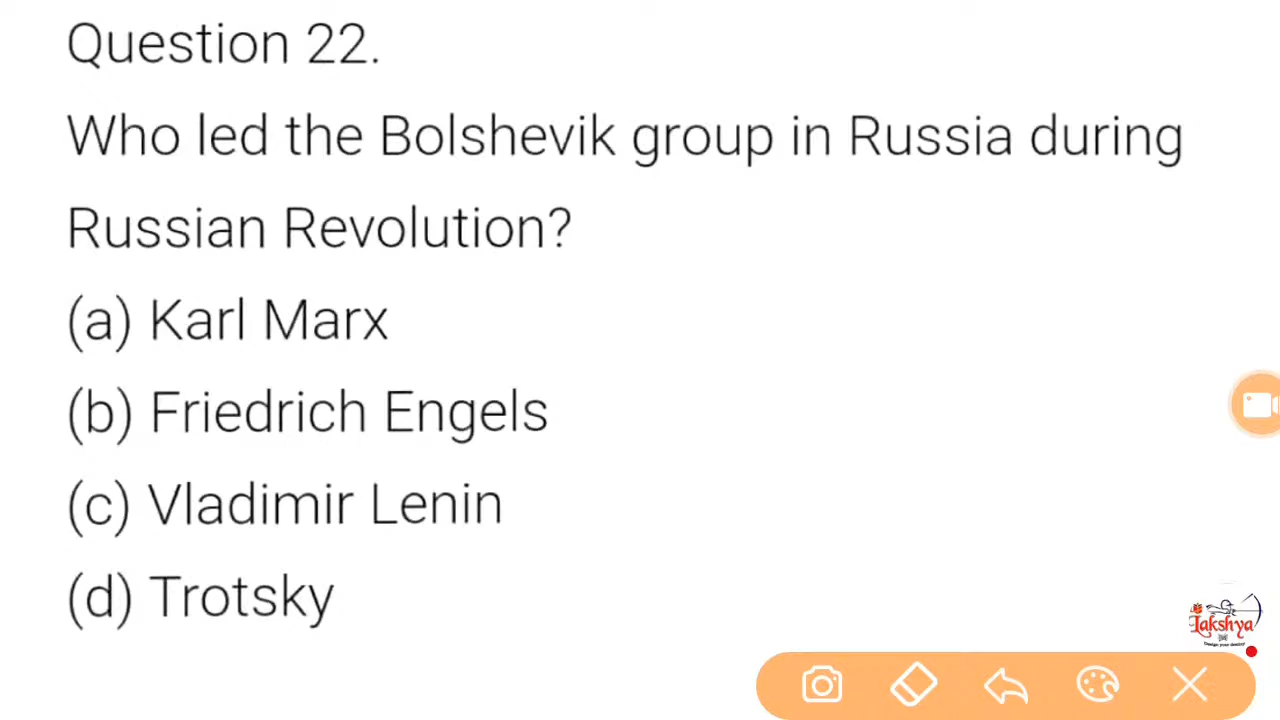 Question 22.
Who led the Bolshevik group in Russia during
Russian Revolution?
(a) Karl Marx
(b) Friedrich Engels
(c) Vladimir Lenin
(d) Trotsky
Lakshya